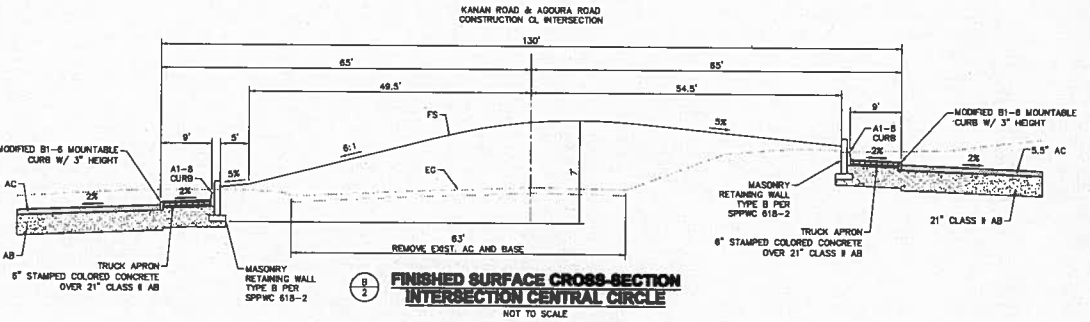 KANAN ROAD & AGOURA ROAD
CONSTRUCTION CL INTERSECTION
130'
65'
65'
49.5'
54.5'
9'
5'
9'
MODIFIED B1-6 MOUNTABLE
CURB W/ 3" HEIGHT
A1-8
CURB
FS
6:1
5%
5%
A1-8
CURB
MODIFIED B1-6 MOUNTABLE
CURB W/ 3" HEIGHT
AC
2%
2%
EG
7'
2%
2%
5.5" AC
AB
63'
REMOVE EXIST. AC AND BASE
MASONRY
RETAINING WALL
TYPE B PER
SPPWC 618-2
21" CLASS II AB
TRUCK APRON
6" STAMPED COLORED CONCRETE
OVER 21" CLASS II AB
TRUCK APRON
6" STAMPED COLORED CONCRETE
OVER 21" CLASS II AB
MASONRY
RETAINING WALL
TYPE B PER
SPPWC 618-2
B
2
FINISHED SURFACE CROSS-SECTION
INTERSECTION CENTRAL CIRCLE
NOT TO SCALE